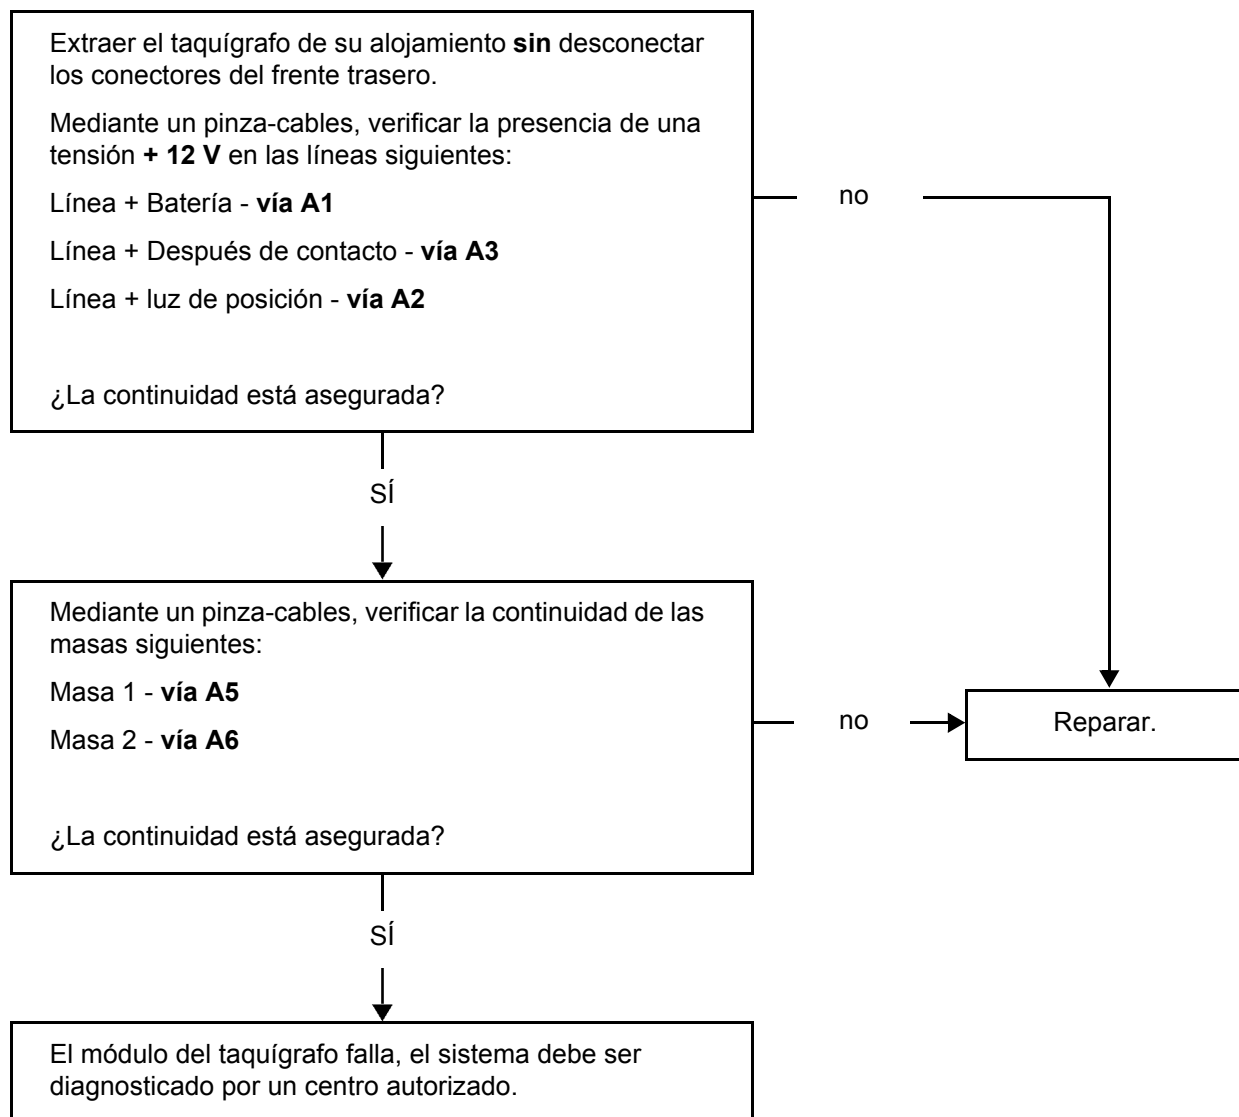 Extraer el taquígrafo de su alojamiento sin desconectar
los conectores del frente trasero.
Mediante un pinza-cables, verificar la presencia de una
tensión + 12 V en las líneas siguientes:
Línea + Batería - vía A1
Línea + Después de contacto - vía A3
Línea + luz de posición - vía A2
¿La continuidad está asegurada?
no
SÍ
Mediante un pinza-cables, verificar la continuidad de las
masas siguientes:
Masa 1 - vía A5
Masa 2 - vía A6
¿La continuidad está asegurada?
no
Reparar.
SÍ
El módulo del taquígrafo falla, el sistema debe ser
diagnosticado por un centro autorizado.